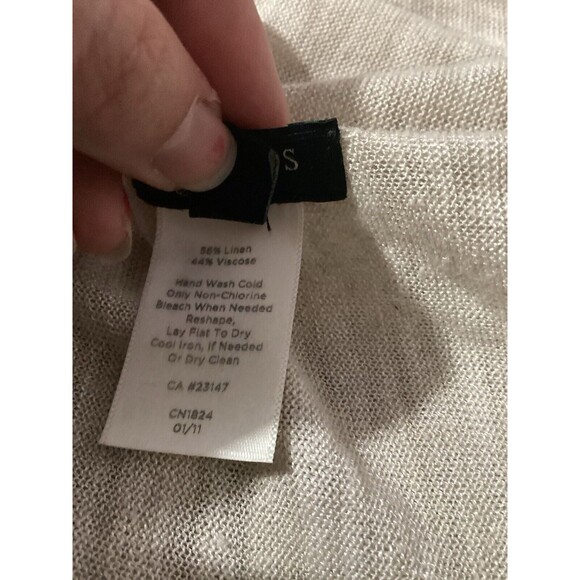 S
56% Linen
44% Viscose
Hand Wash Cold
Only Non-Chlorine
Bleach When Needed
Reshape,
Lay Flat To Dry
Cool Iron, If Needed
Or Dry Clean
CA #23147
CN1824
01/11